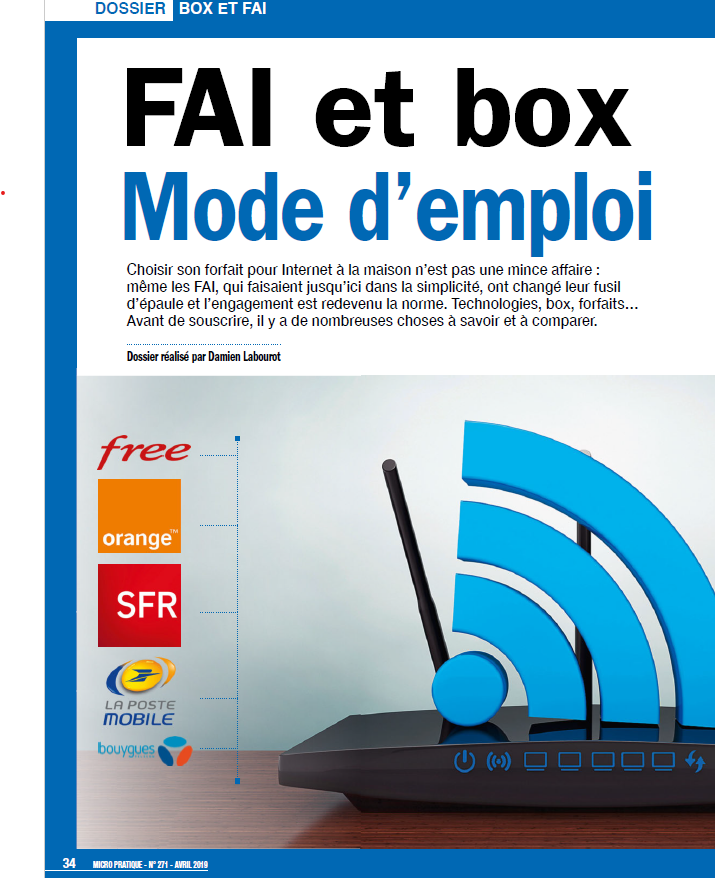 DOSSIER BOX ET FAI
FAI et box
Mode d’emploi
Choisir son forfait pour Internet à la maison n’est pas une mince affaire :
même les FAI, qui faisaient jusqu’ici dans la simplicité, ont changé leur fusil
d’épaule et l’engagement est redevenu la norme. Technologies, box, forfaits…
Avant de souscrire, il y a de nombreuses choses à savoir et à comparer.
Dossier réalisé par Damien Labourot
free
orange™
SFR
LA POSTE
MOBILE
bouygues
34 MICRO PRATIQUE - N° 271 - AVRIL 2019